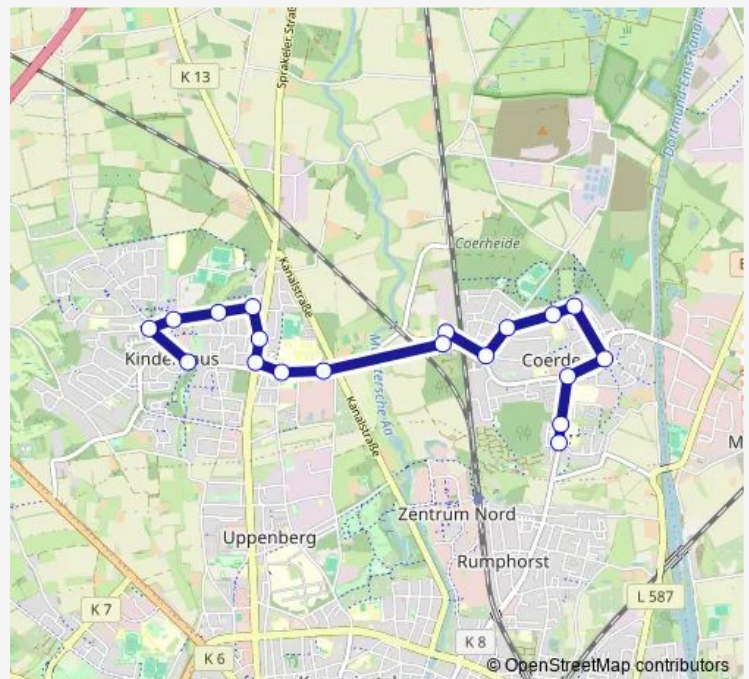 K 13
Sprakeler Straß
Dortmund-Ems-Kanal
Coerheide
Kanalstraße
Kinderhaus
Coerde
Kanalstraße
Zentrum Nord
Uppenberg
Rumphorst
K 7
L 587
K 8
K 6
© OpenStreetMap contributors